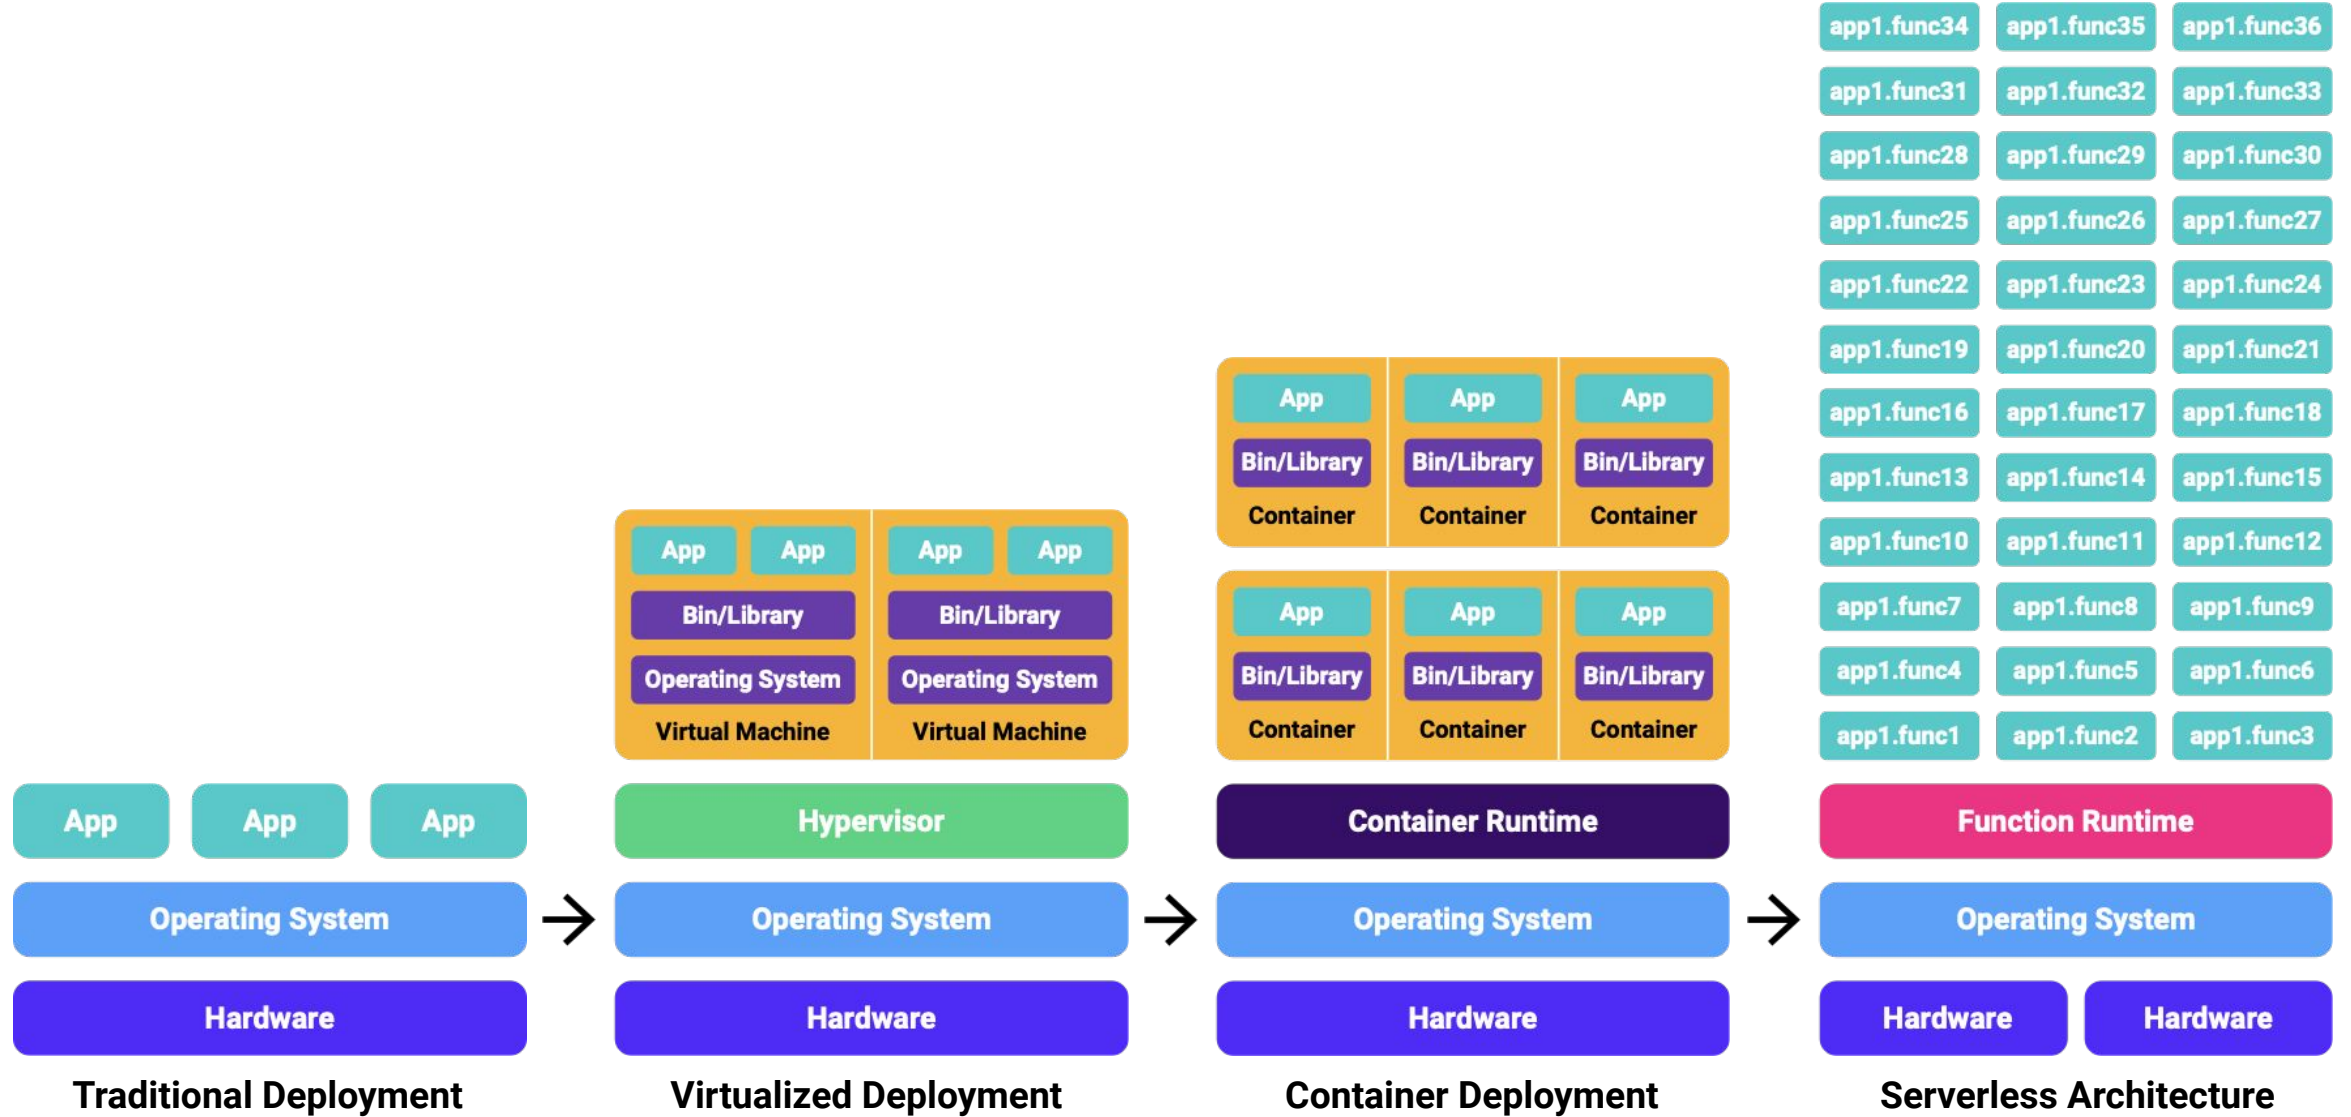 App App App
Operating System
Hardware
Traditional Deployment
App App App App
Bin/Library Bin/Library
Operating System Operating System
Virtual Machine Virtual Machine
Hypervisor
Operating System
Hardware
Virtualized Deployment
App App App
Bin/Library Bin/Library Bin/Library
Container Container Container
App App App
Bin/Library Bin/Library Bin/Library
Container Container Container
Container Runtime
Operating System
Hardware
Container Deployment
app1.func34 app1.func35 app1.func36
app1.func31 app1.func32 app1.func33
app1.func28 app1.func29 app1.func30
app1.func25 app1.func26 app1.func27
app1.func22 app1.func23 app1.func24
app1.func19 app1.func20 app1.func21
app1.func16 app1.func17 app1.func18
app1.func13 app1.func14 app1.func15
app1.func10 app1.func11 app1.func12
app1.func7 app1.func8 app1.func9
app1.func4 app1.func5 app1.func6
app1.func1 app1.func2 app1.func3
Function Runtime
Operating System
Hardware Hardware
Serverless Architecture